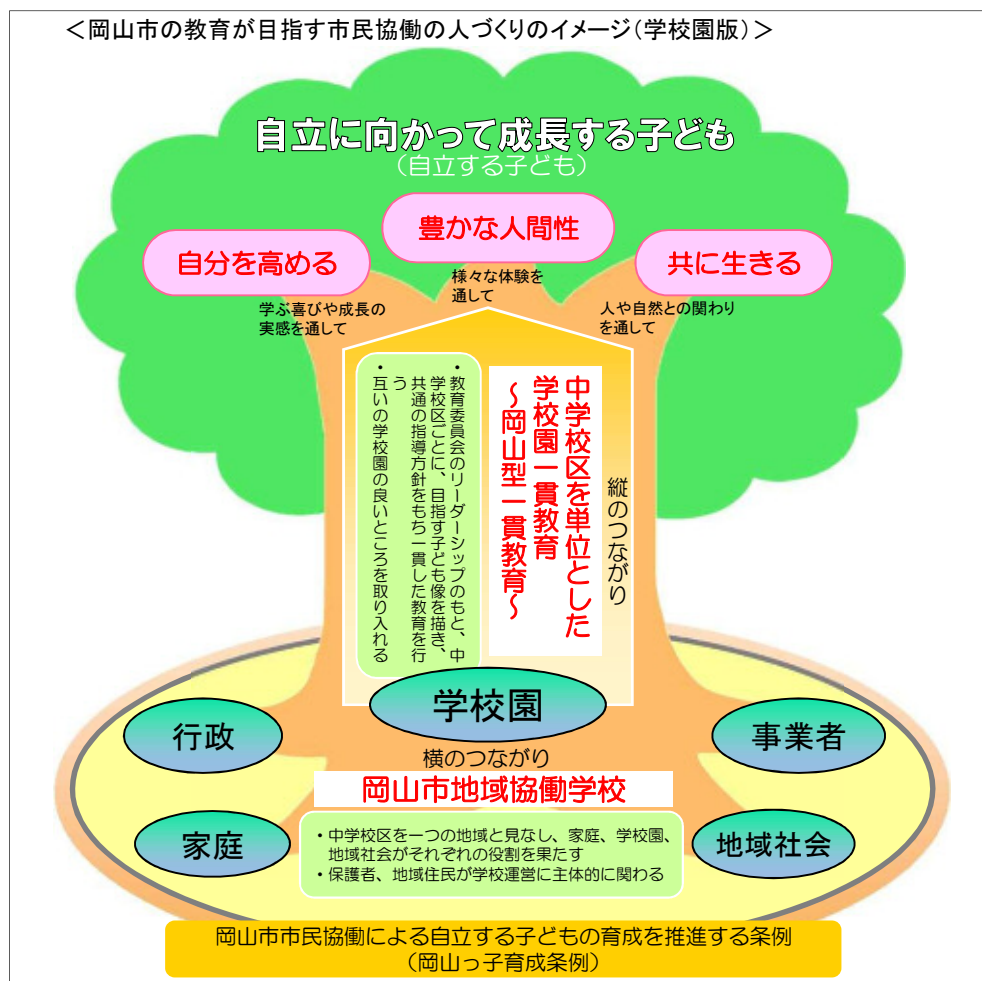 ＜岡山市の教育が目指す市民協働の人づくりのイメージ(学校園版)＞
自立に向かって成長する子ども
（自立する子ども）
豊かな人間性
自分を高める
共に生きる
様々な体験を
通して
学ぶ喜びや成長の
実感を通して
人や自然との関わり
を通して
縦のつながり
中学校区を単位とした
学校園一貫教育
～岡山型一貫教育～
・教育委員会のリーダーシップのもと、中
学校区ごとに、目指す子ども像を描き、
共通の指導方針をもち一貫した教育を行
う
・互いの学校園の良いところを取り入れる
学校園
行政
事業者
横のつながり
岡山市地域協働学校
家庭
地域社会
・中学校区を一つの地域と見なし、家庭、学校園、
地域社会がそれぞれの役割を果たす
・保護者、地域住民が学校運営に主体的に関わる
岡山市市民協働による自立する子どもの育成を推進する条例
（岡山っ子育成条例）